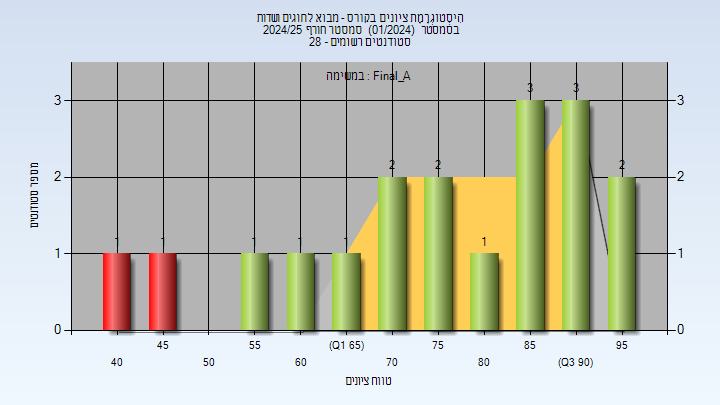 היסטוגרמת ציונים בקורס - מבוא לחוגים ושדות
בסמסטר (01/2024) סמסטר חורף 2024/25
סטודנטים רשומים - 28
במשימה : Final_A
3 3
3 3
2 2 2
2 2
1 1 1 1 1 1
1 1
0 0
מספר סטודנטים
45 55 (Q1 65) 75 85 95
40 50 60 70 80 (Q3 90)
טווח ציונים